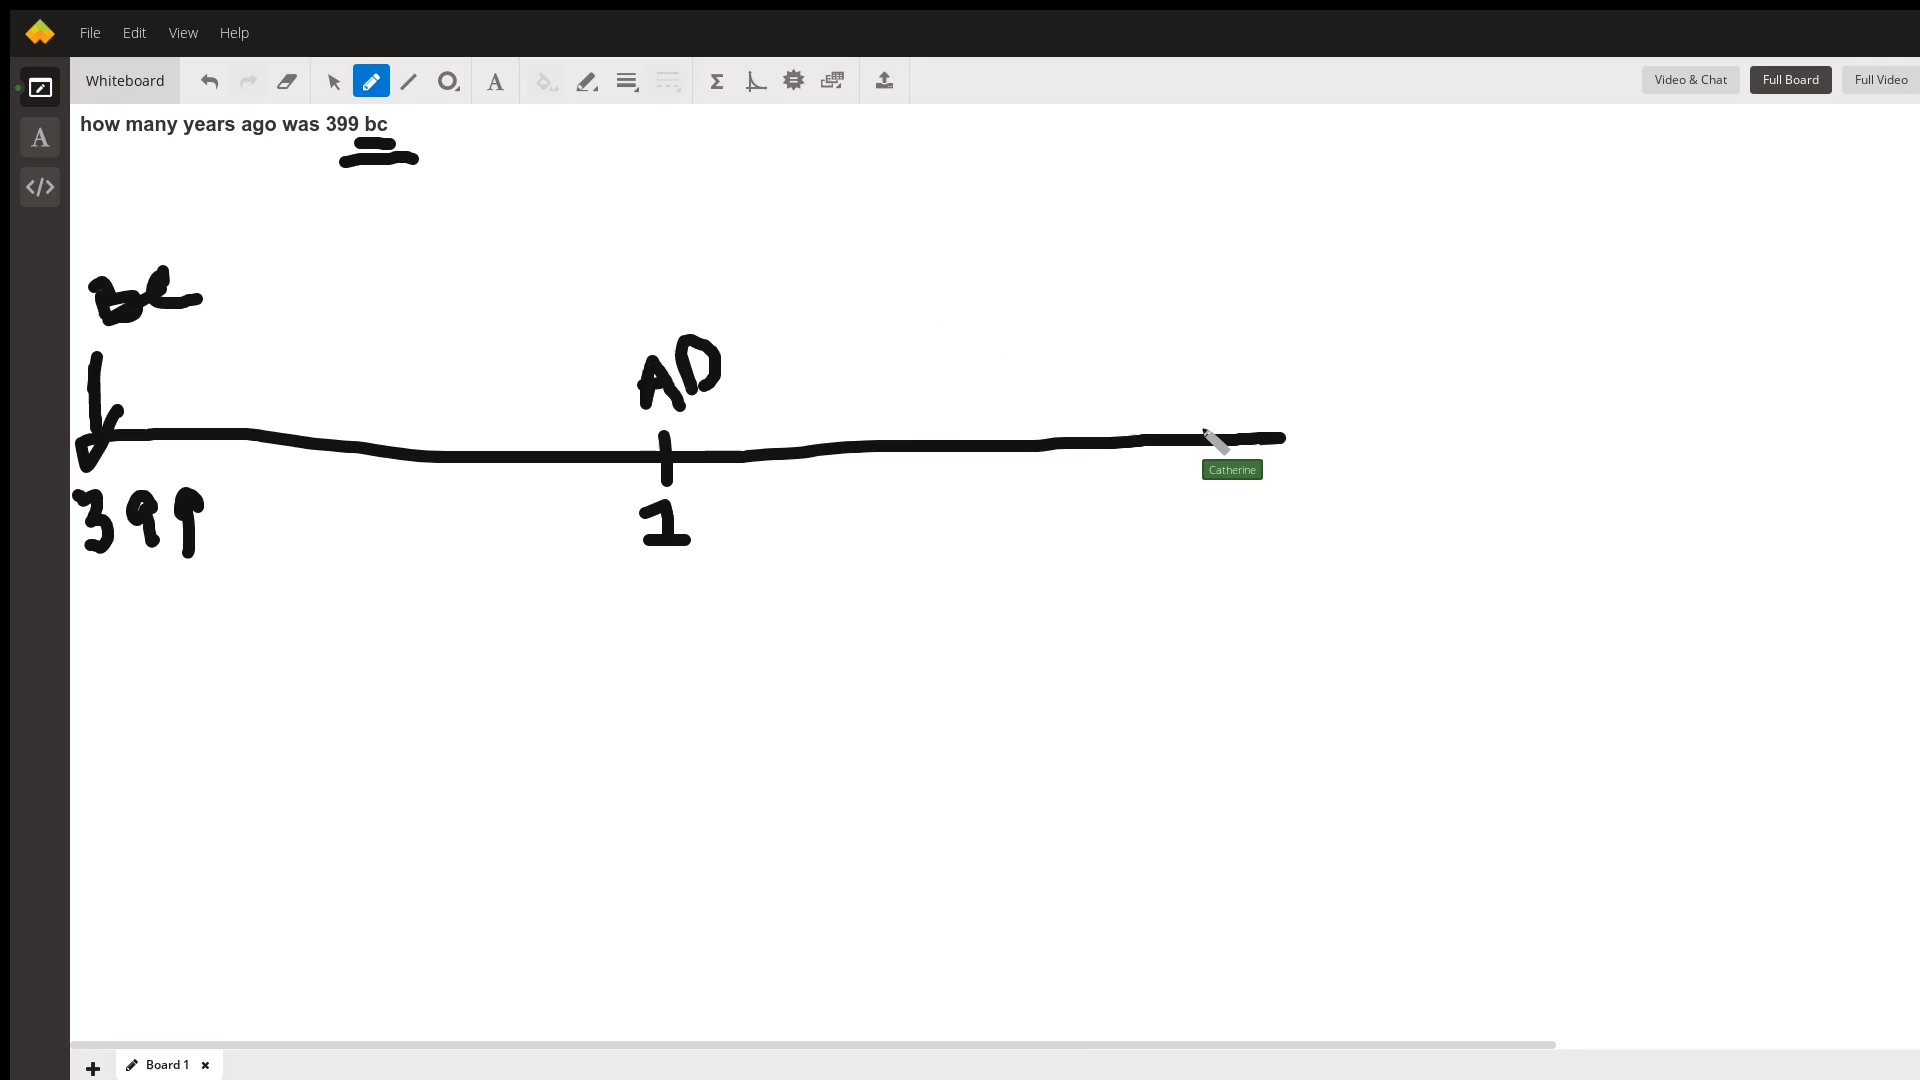 File Edit View Help
Whiteboard A Σ Video & Chat Full Board Full Video
how many years ago was 399 bc
A
</>
BC
AD
Catherine
399
1
Board 1